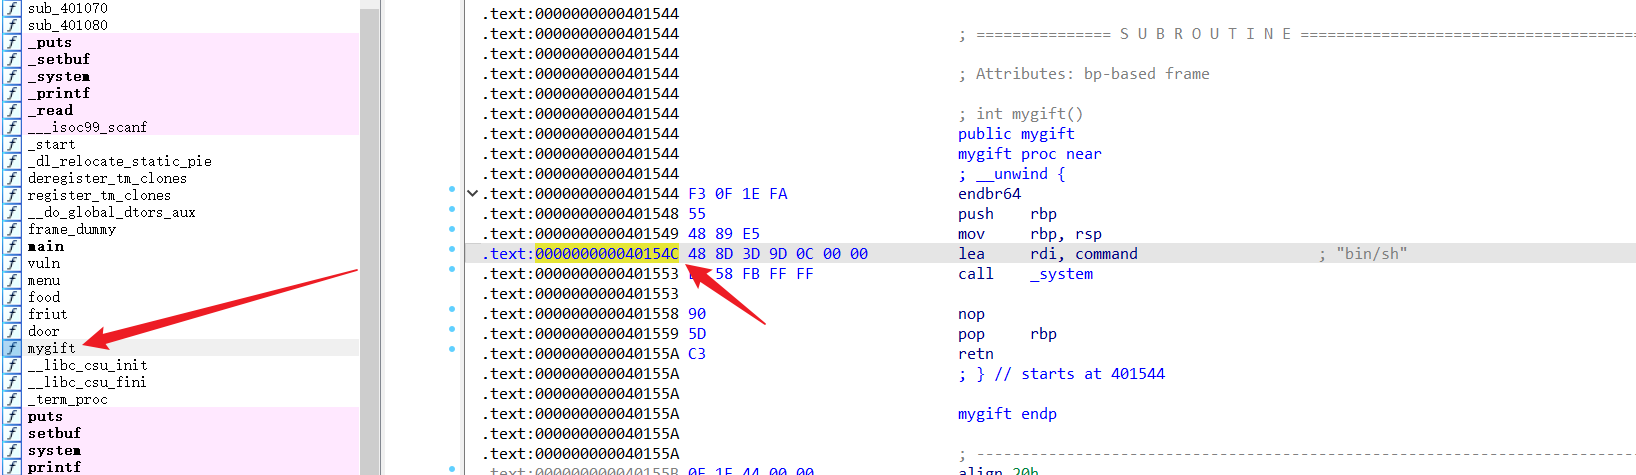 f sub_401070
f sub_401080
f _puts
f _setbuf
f _system
f _printf
f _read
f ___isoc99_scanf
f _start
f _dl_relocate_static_pie
f deregister_tm_clones
f register_tm_clones
f __do_global_dtors_aux
f frame_dummy
f main
f vuln
f menu
f food
f friut
f door
f mygift
f __libc_csu_init
f __libc_csu_fini
f _term_proc
f puts
f setbuf
f system
f printf
.text:0000000000401544
.text:0000000000401544 ; =============== S U B R O U T I N E =====================================
.text:0000000000401544
.text:0000000000401544 ; Attributes: bp-based frame
.text:0000000000401544
.text:0000000000401544 ; int mygift()
.text:0000000000401544 public mygift
.text:0000000000401544 mygift proc near
.text:0000000000401544 ; __unwind {
.text:0000000000401544 F3 0F 1E FA endbr64
.text:0000000000401548 55 push rbp
.text:0000000000401549 48 89 E5 mov rbp, rsp
.text:000000000040154C 48 8D 3D 9D 0C 00 00 lea rdi, command ; "bin/sh"
.text:0000000000401553 58 FB FF FF call _system
.text:0000000000401553
.text:0000000000401558 90 nop
.text:0000000000401559 5D pop rbp
.text:000000000040155A C3 retn
.text:000000000040155A ; } // starts at 401544
.text:000000000040155A
.text:000000000040155A mygift endp
.text:000000000040155A
.text:000000000040155A ; -------------------------------------------------------------------------
.text:000000000040155B 0F 1F 44 00 00 align 20h